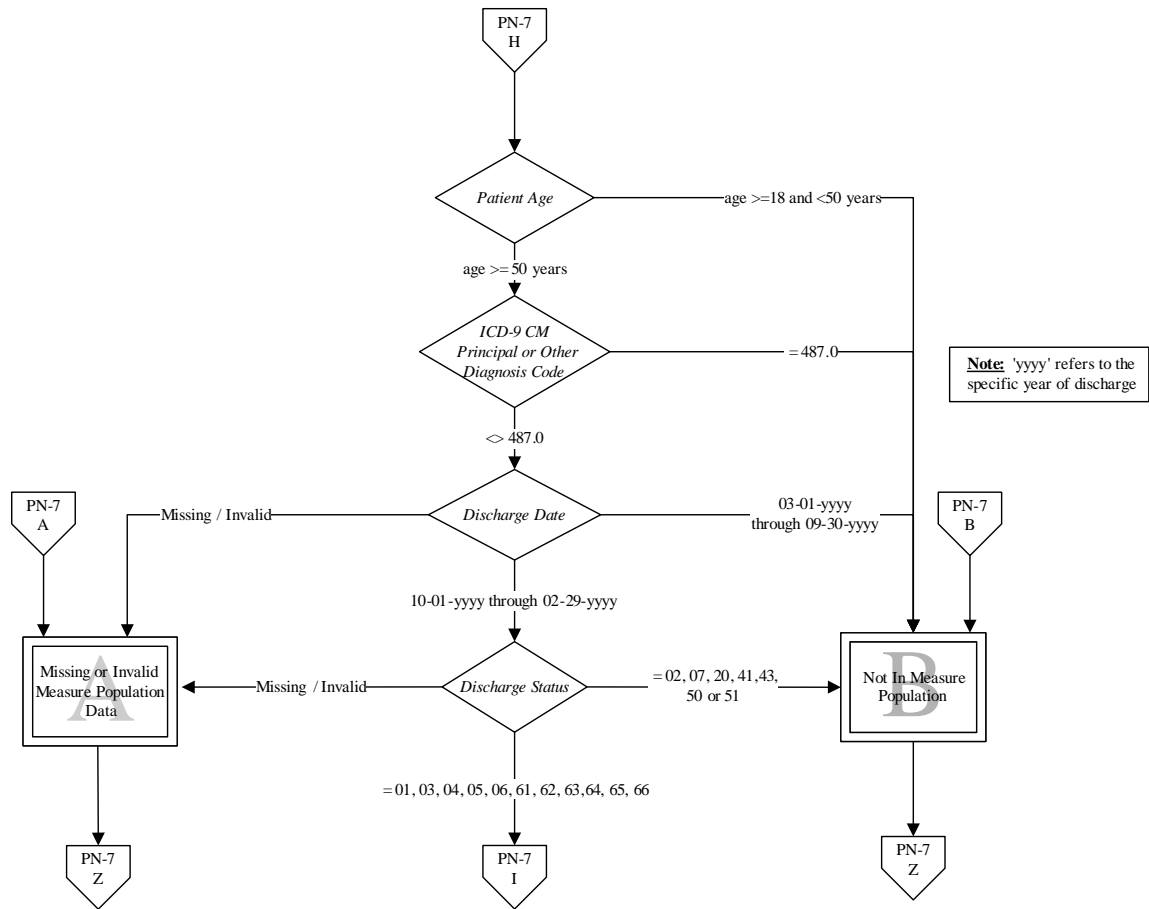 PN-7
H
Patient Age
age >=18 and <50 years
age >=50 years
ICD-9 CM
Principal or Other
Diagnosis Code
=487.0
Note: 'yyyy' refers to the
specific year of discharge
<> 487.0
PN-7
A
Missing / Invalid
Discharge Date
03-01-yyyy
through 09-30-yyyy
PN-7
B
10-01-yyyy through 02-29-yyyy
A
Missing or Invalid
Measure Population
Data
Missing / Invalid
Discharge Status
= 02, 07, 20, 41,43,
50 or 51
B
Not In Measure
Population
= 01, 03, 04, 05, 06, 61, 62, 63,64, 65, 66
PN-7
Z
PN-7
I
PN-7
Z